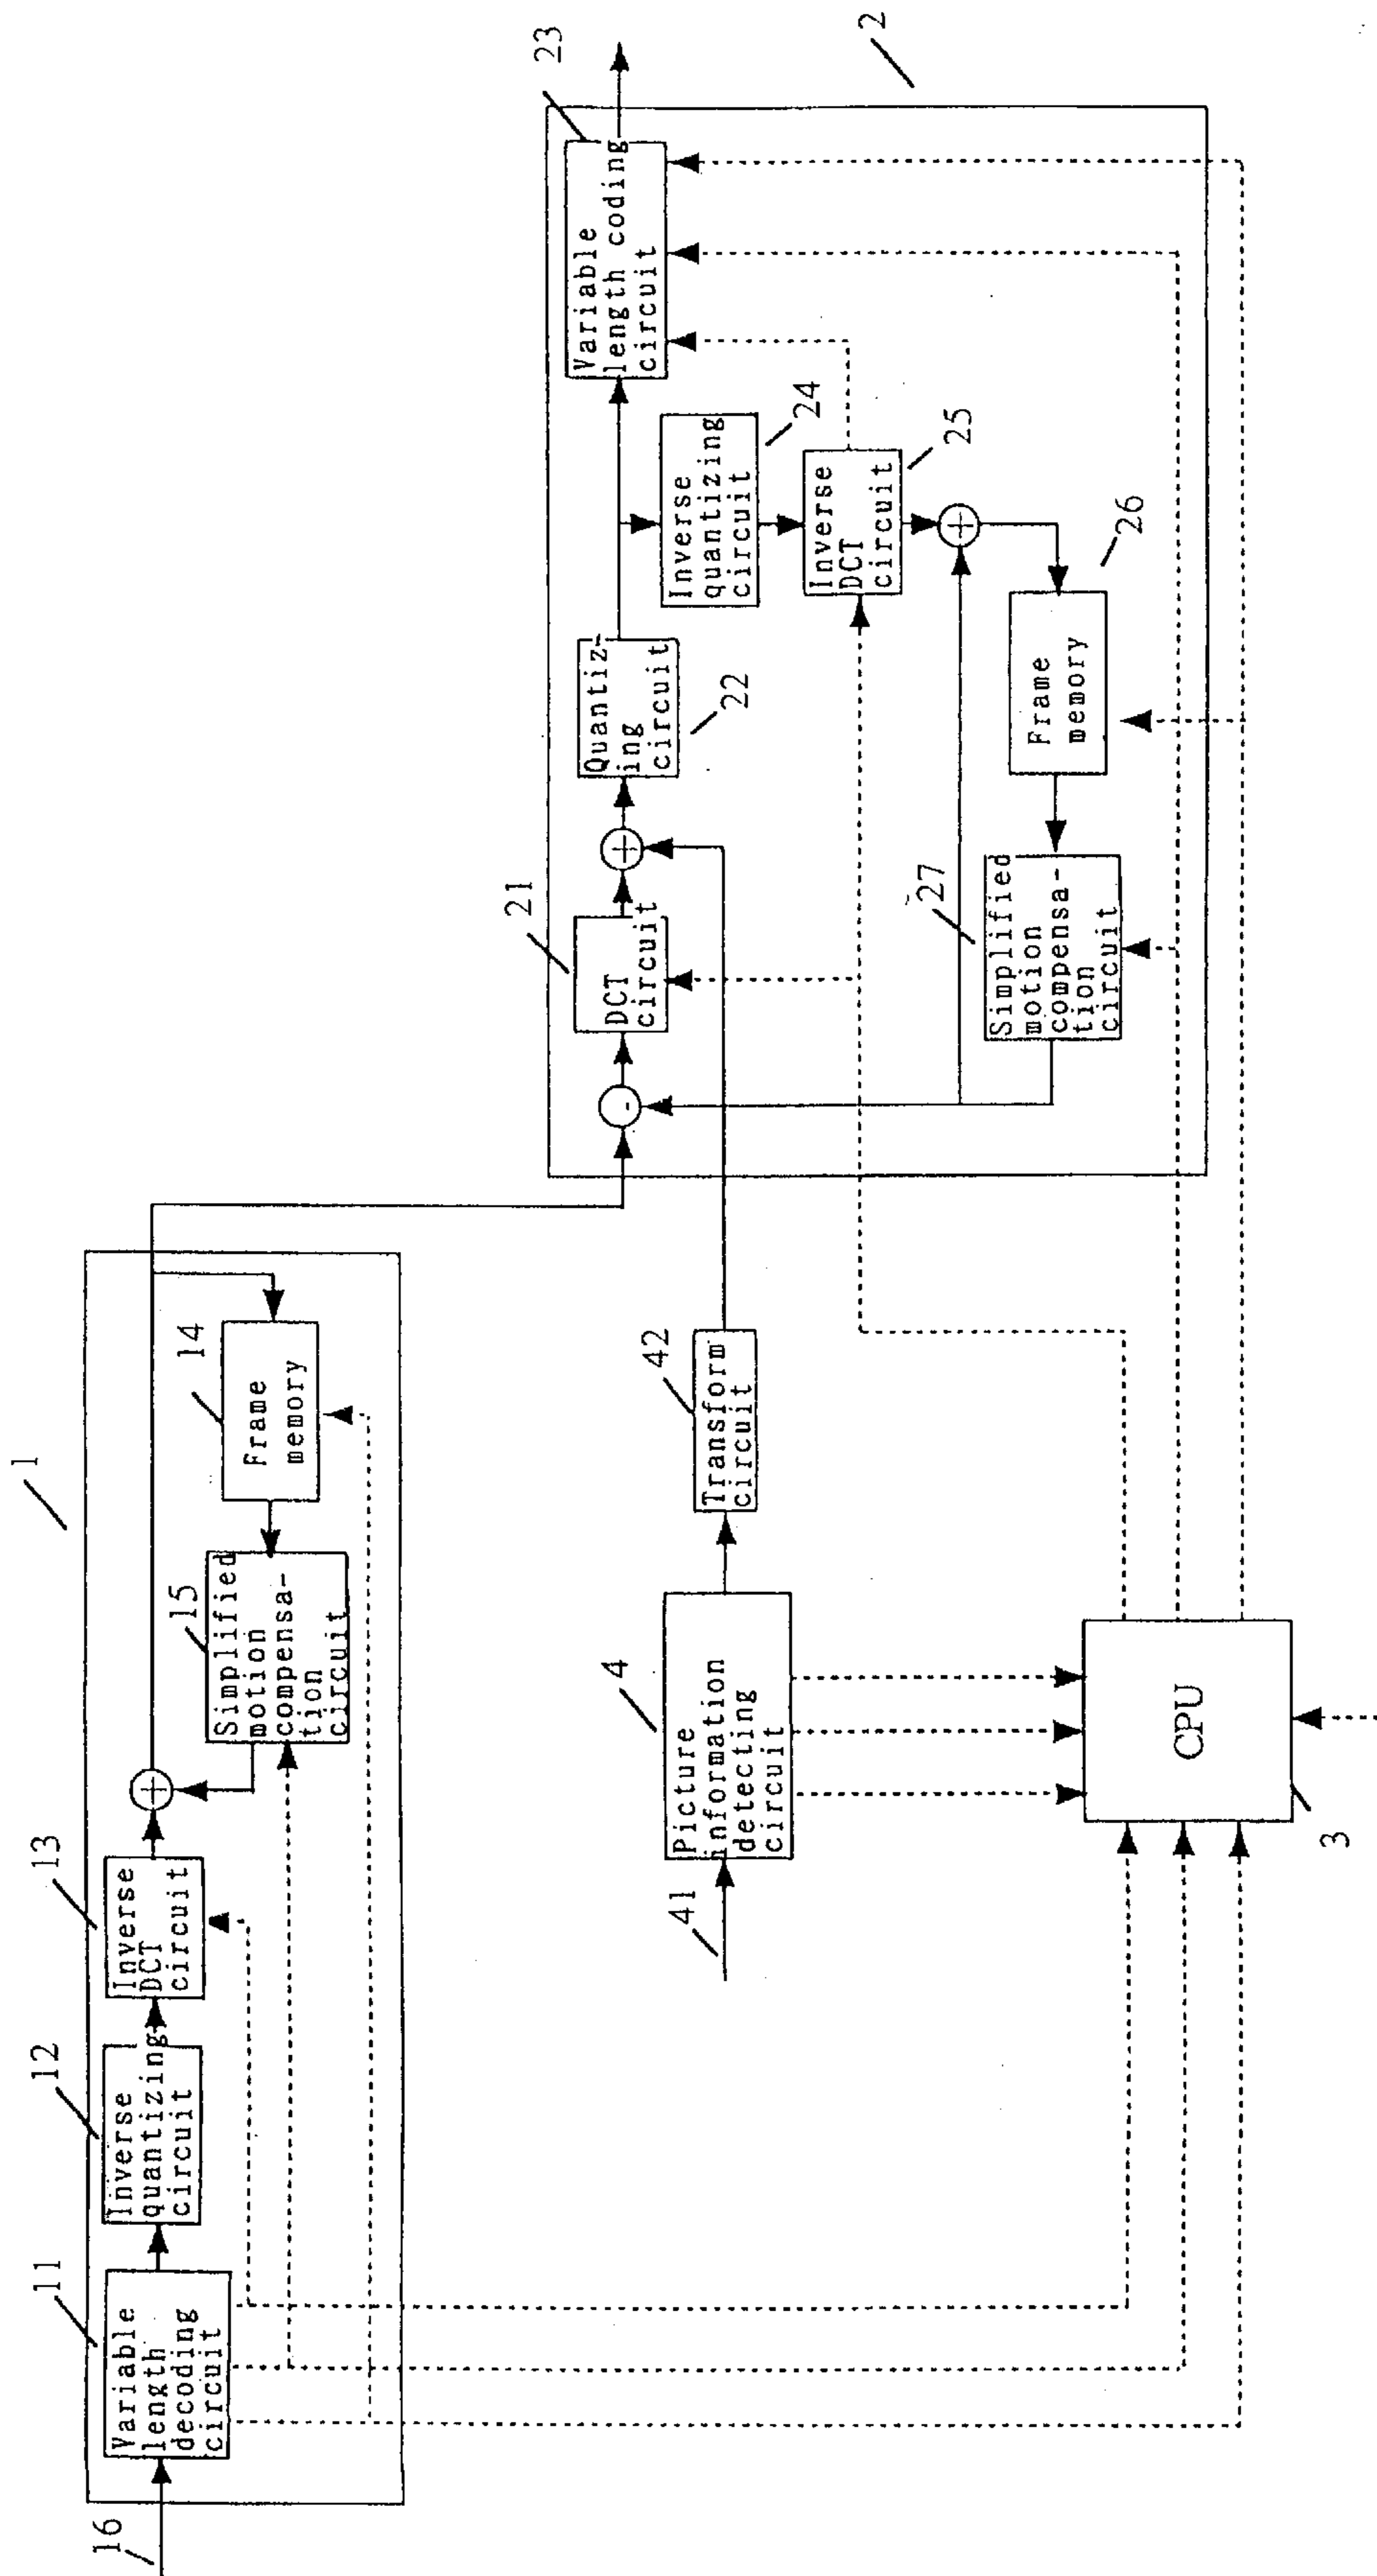 1
16
11
Variable
length
decoding
circuit
12
Inverse
quantizing
circuit
13
Inverse
DCT
circuit
15
Simplified
motion
compensa-
tion
circuit
14
Frame
memory
41
4
Picture
information
detecting
circuit
42
Transform
circuit
CPU
3
2
-
21
DCT
circuit
+
Quantiz-
ing
circuit
22
23
Variable
length coding
circuit
Inverse
quantizing
circuit
24
Inverse
DCT
circuit
25
+
26
Frame
memory
27
Simplified
motion
compensa-
tion
circuit
+